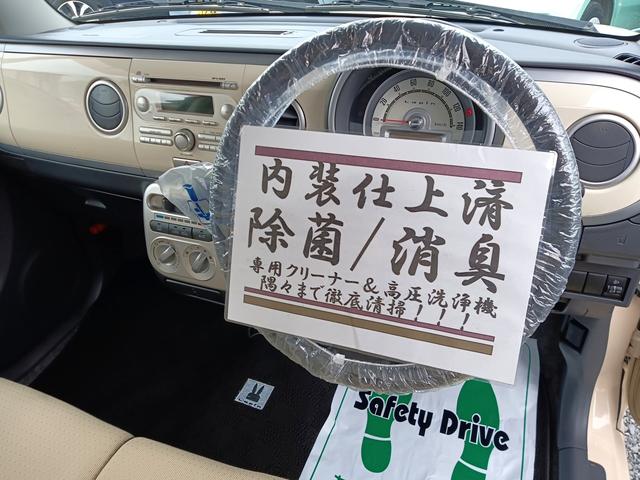 内装仕上済
除菌/消臭
専用クリーナー&高圧洗浄機
隅々まで徹底清掃!!!
Safety Drive